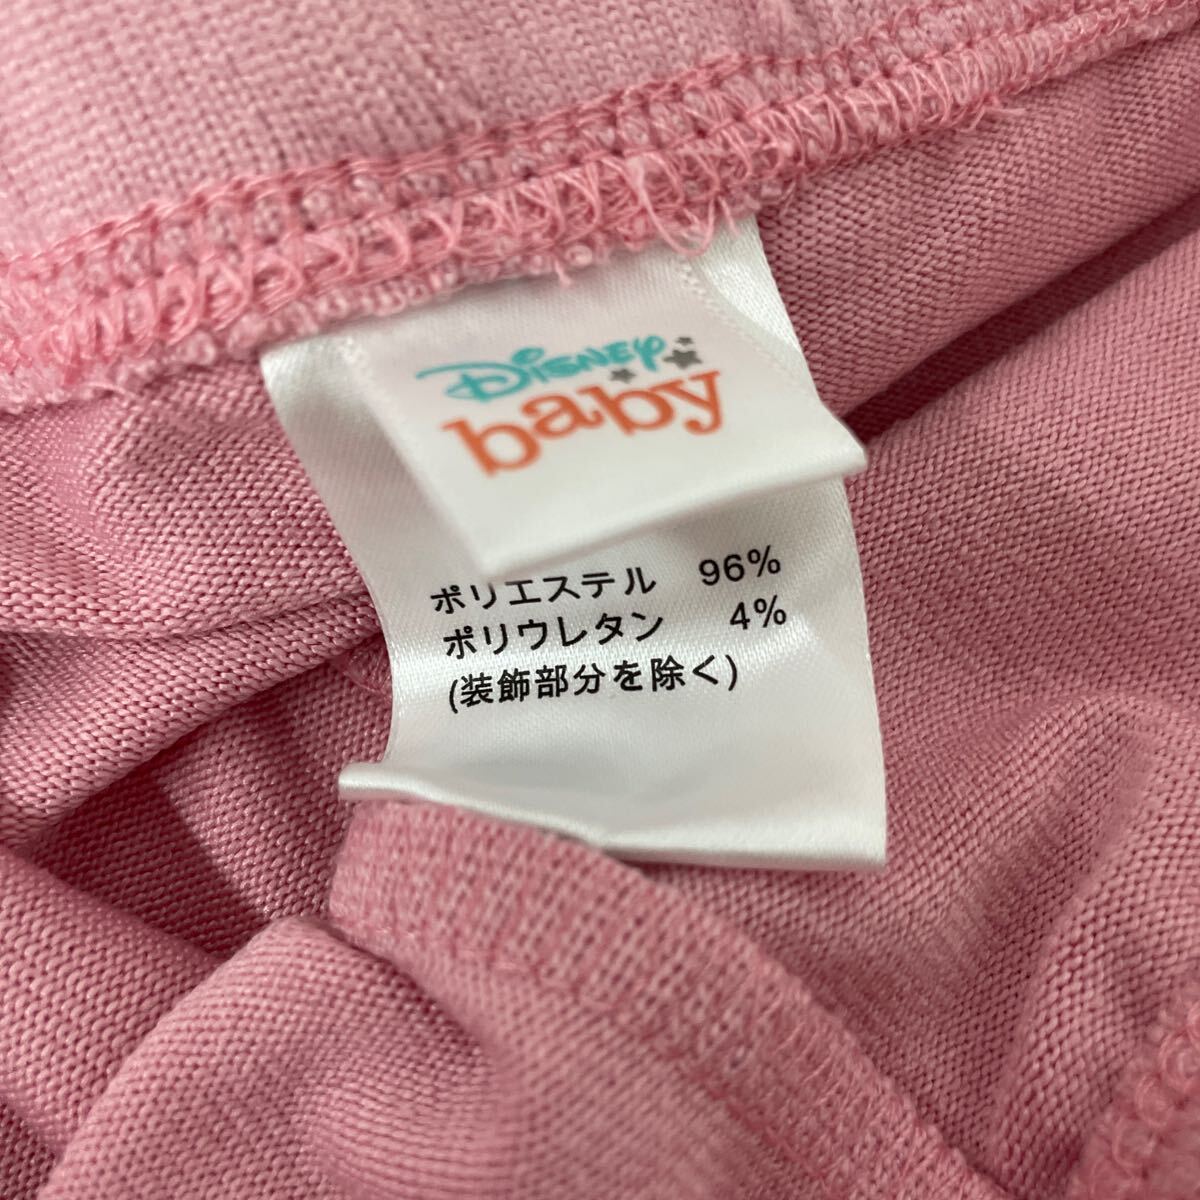 Disney
baby
ポリエステル 96%
ポリウレタン 4%
(装飾部分を除く)